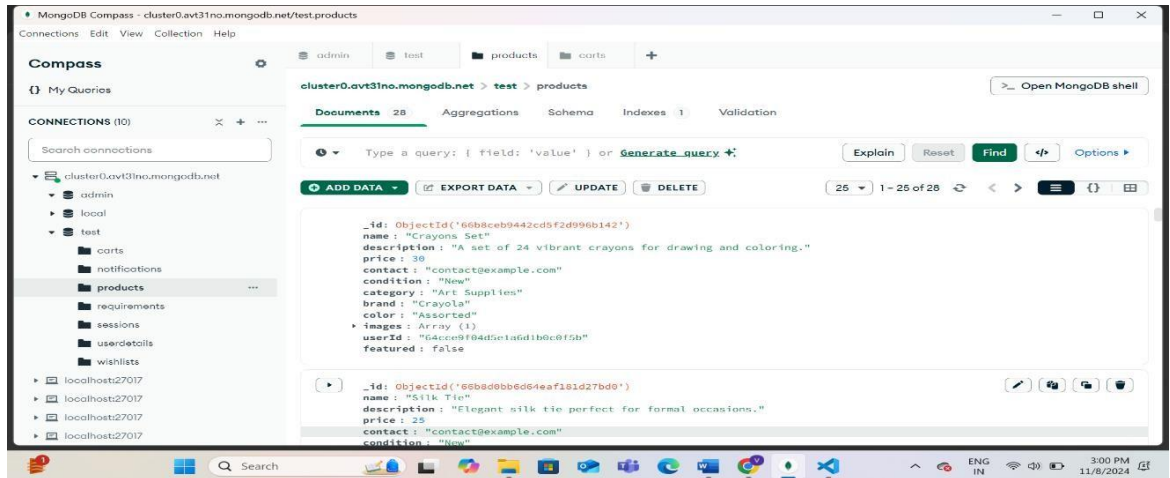 MongoDB Compass - cluster0.avt31no.mongodb.net/test.products
Connections Edit View Collection Help
Compass
admin test products carts
{} My Queries
cluster0.avt31no.mongodb.net > test > products
>_ Open MongoDB shell
Documents 28 Aggregations Schema Indexes 1 Validation
CONNECTIONS (10)
Search connections
Type a query: { field: 'value' } or Generate query
Explain Reset Find </> Options
cluster0.avt31no.mongodb.net
admin
local
test
carts
notifications
products
requirements
sessions
userdetails
wishlists
localhost:27017
localhost:27017
localhost:27017
localhost:27017
ADD DATA EXPORT DATA UPDATE DELETE
25 1 - 25 of 28
{}
_id: ObjectId('66b8ceb9442cd5f2d996b142')
name : "Crayons Set"
description : "A set of 24 vibrant crayons for drawing and coloring."
price : 30
contact : "contact@example.com"
condition : "New"
category : "Art Supplies"
brand : "Crayola"
color : "Assorted"
images : Array (1)
userId : "64cce9f04d5e1a6d1b0c0f5b"
featured : false
_id: ObjectId('66b8d0bb6d64eaf181d27bd0')
name : "Silk Tie"
description : "Elegant silk tie perfect for formal occasions."
price : 25
contact : "contact@example.com"
condition : "New"
Search
ENG
IN
3:00 PM
11/8/2024